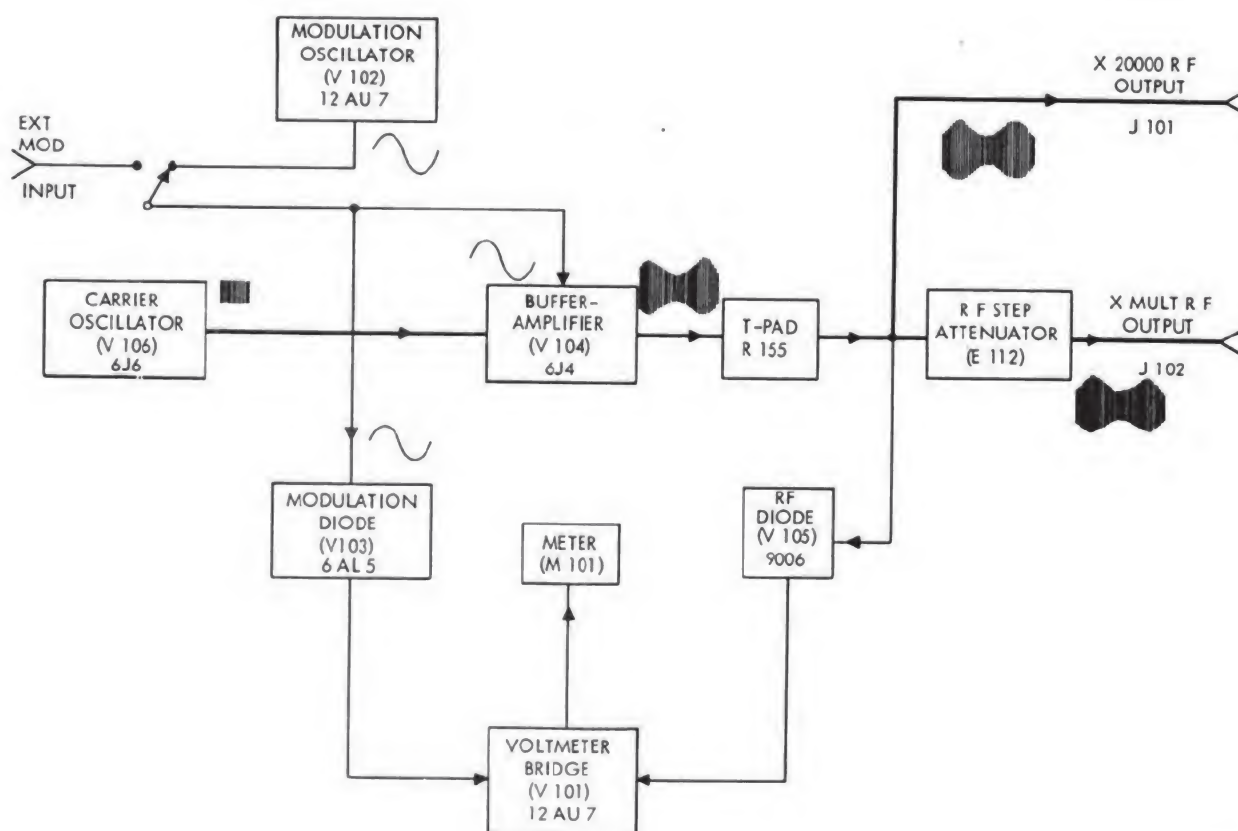 MODULATION
OSCILLATOR
(V 102)
12 AU 7
X 20000 R F
OUTPUT
J 101
EXT
MOD
INPUT
CARRIER
OSCILLATOR
(V 106)
6J6
BUFFER-
AMPLIFIER
(V 104)
6J4
T-PAD
R 155
R F STEP
ATTENUATOR
(E 112)
X MULT R F
OUTPUT
J 102
MODULATION
DIODE
(V103)
6 AL 5
METER
(M 101)
RF
DIODE
(V 105)
9006
VOLTMETER
BRIDGE
(V 101)
12 AU 7